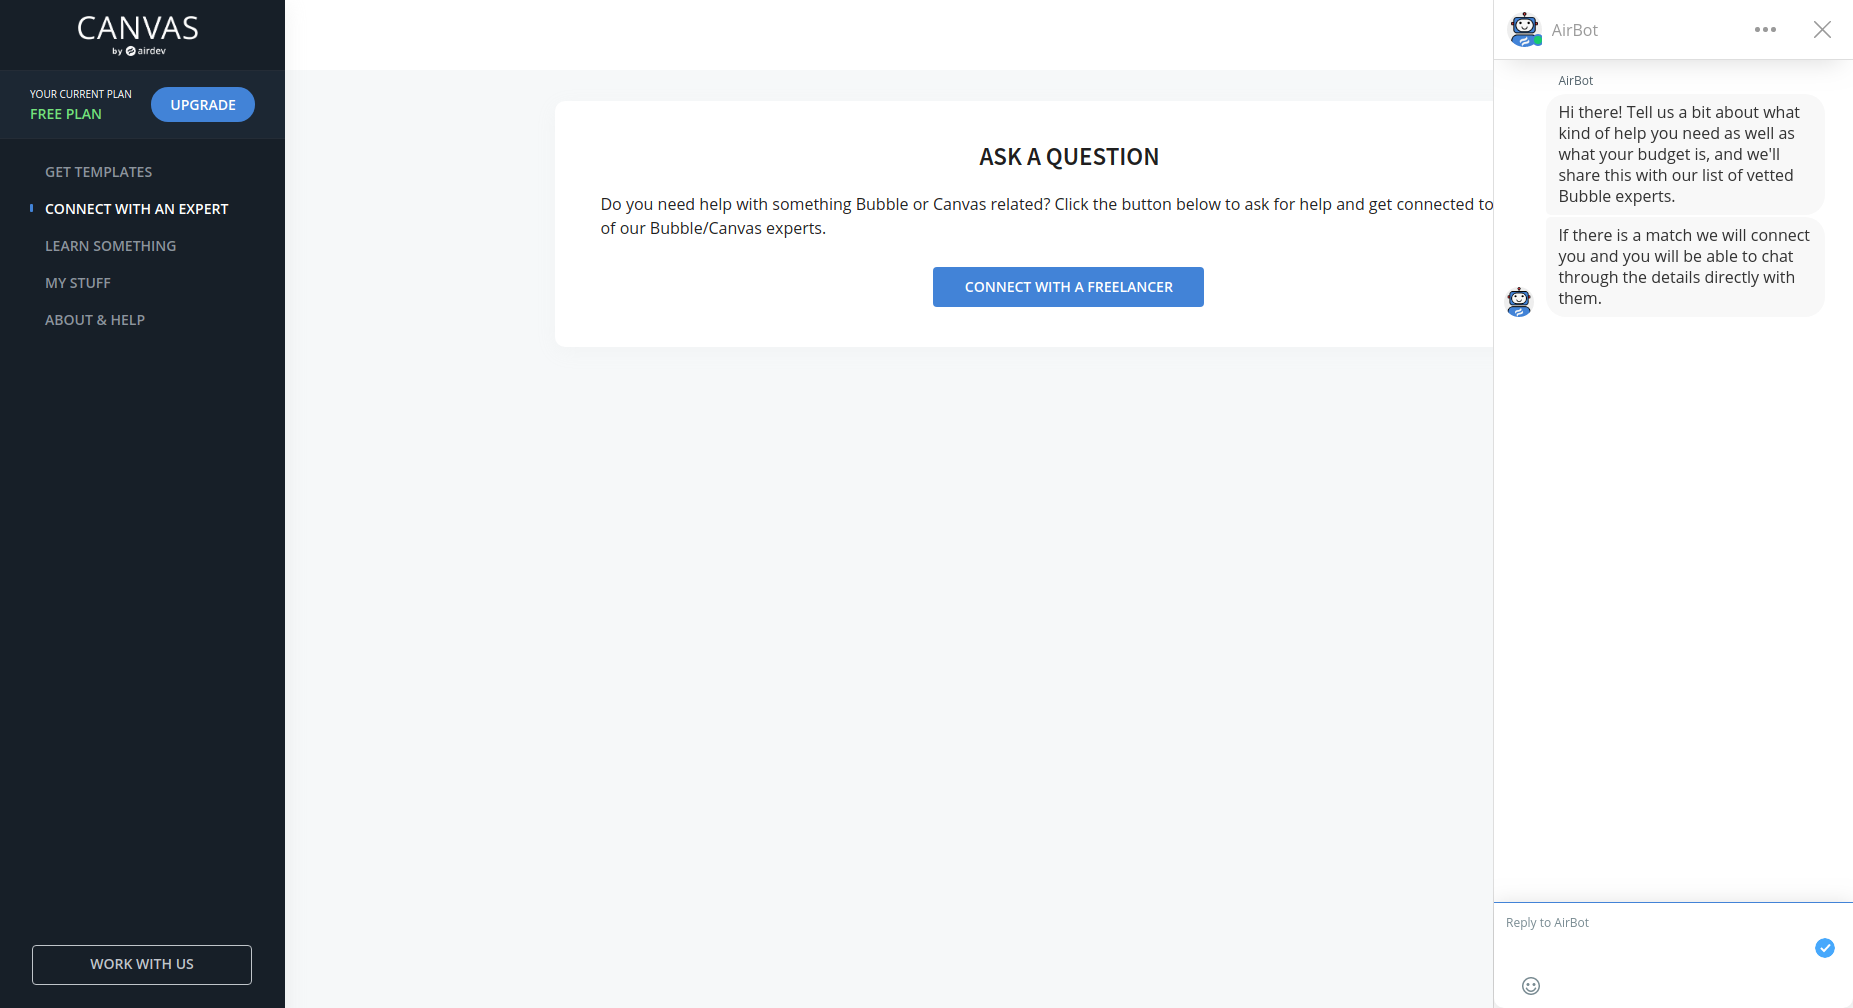 CANVAS
by airdev
YOUR CURRENT PLAN
FREE PLAN
UPGRADE
GET TEMPLATES
CONNECT WITH AN EXPERT
LEARN SOMETHING
MY STUFF
ABOUT & HELP
WORK WITH US
ASK A QUESTION
Do you need help with something Bubble or Canvas related? Click the button below to ask for help and get connected to
of our Bubble/Canvas experts.
CONNECT WITH A FREELANCER
AirBot
AirBot
Hi there! Tell us a bit about what
kind of help you need as well as
what your budget is, and we'll
share this with our list of vetted
Bubble experts.
If there is a match we will connect
you and you will be able to chat
through the details directly with
them.
Reply to AirBot